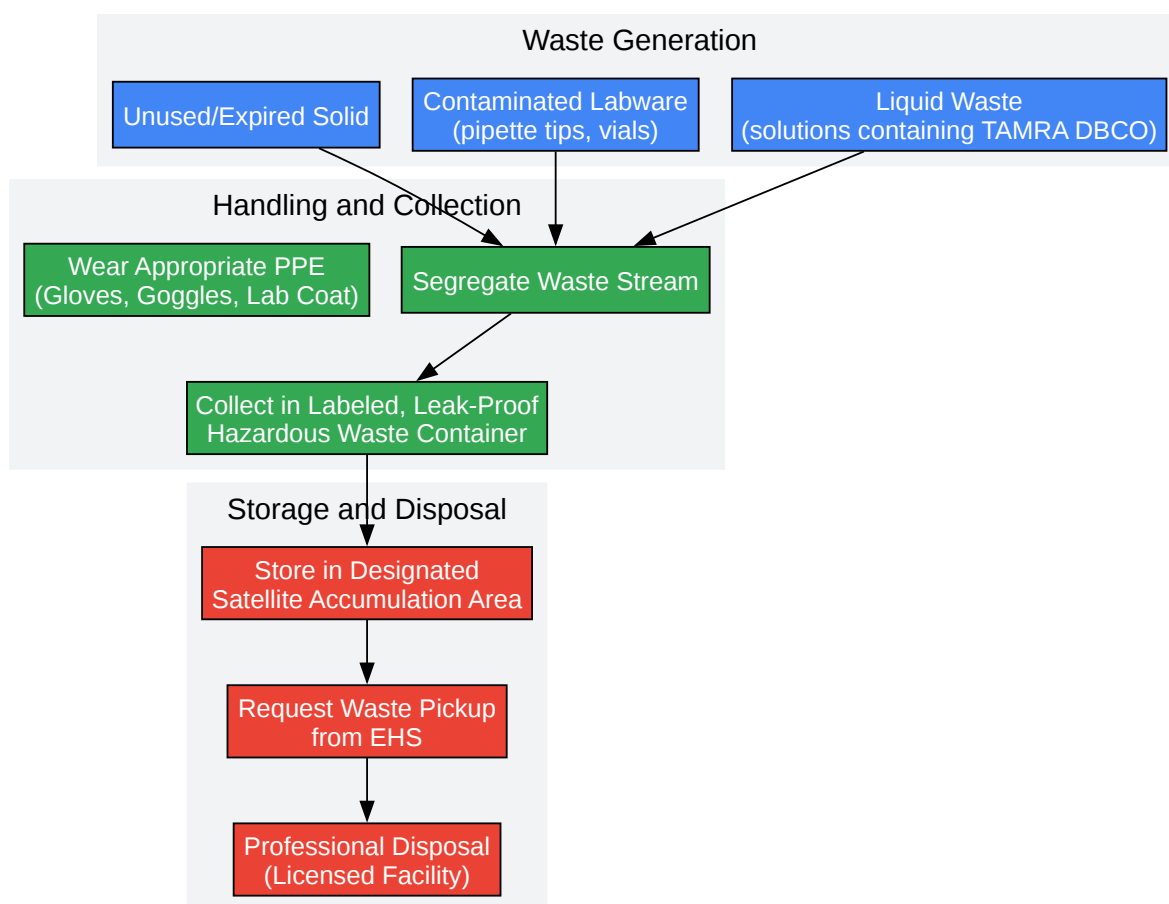 Waste Generation
Unused/Expired Solid
Contaminated Labware
(pipette tips, vials)
Liquid Waste
(solutions containing TAMRA DBCO)
Handling and Collection
Wear Appropriate PPE
(Gloves, Goggles, Lab Coat)
Segregate Waste Stream
Collect in Labeled, Leak-Proof
Hazardous Waste Container
Storage and Disposal
Store in Designated
Satellite Accumulation Area
Request Waste Pickup
from EHS
Professional Disposal
(Licensed Facility)